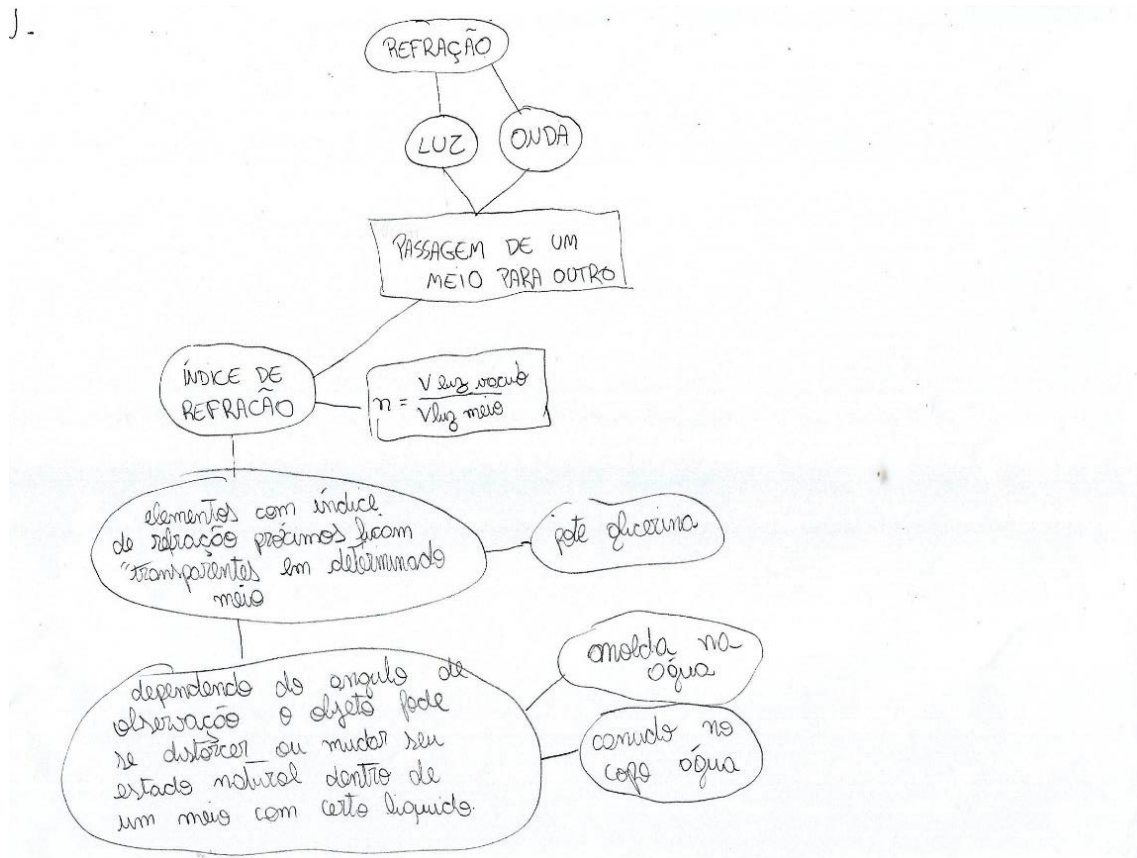 J.
REFRAÇÃO
LUZ
ONDA
PASSAGEM DE UM
MEIO PARA OUTRO
ÍNDICE DE
REFRAÇÃO
n = V luz vacuo / V luz meio
elementos com índice
de refração próximos ficam
"transparentes em determinado
meio
pote glicerina
dependendo do angulo de
observação o objeto pode
se distorcer ou mudar seu
estado natural dentro de
um meio com certo liquido.
amolda na
água
canudo no
copo água